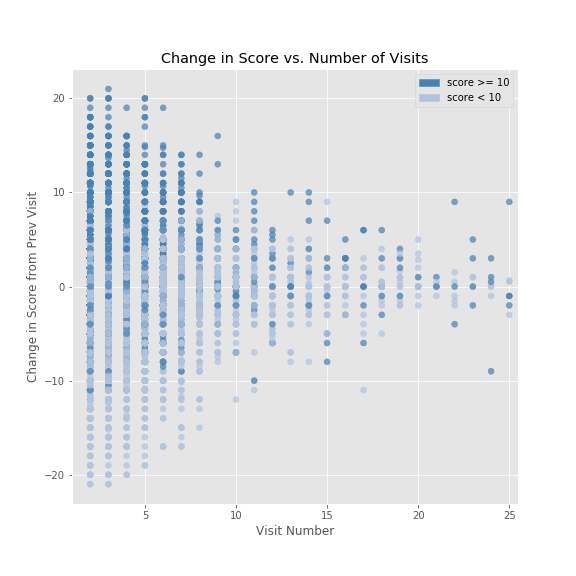 Change in Score vs. Number of Visits
score >= 10
score < 10
20
10
0
−10
−20
Change in Score from Prev Visit
5
10
15
20
25
Visit Number